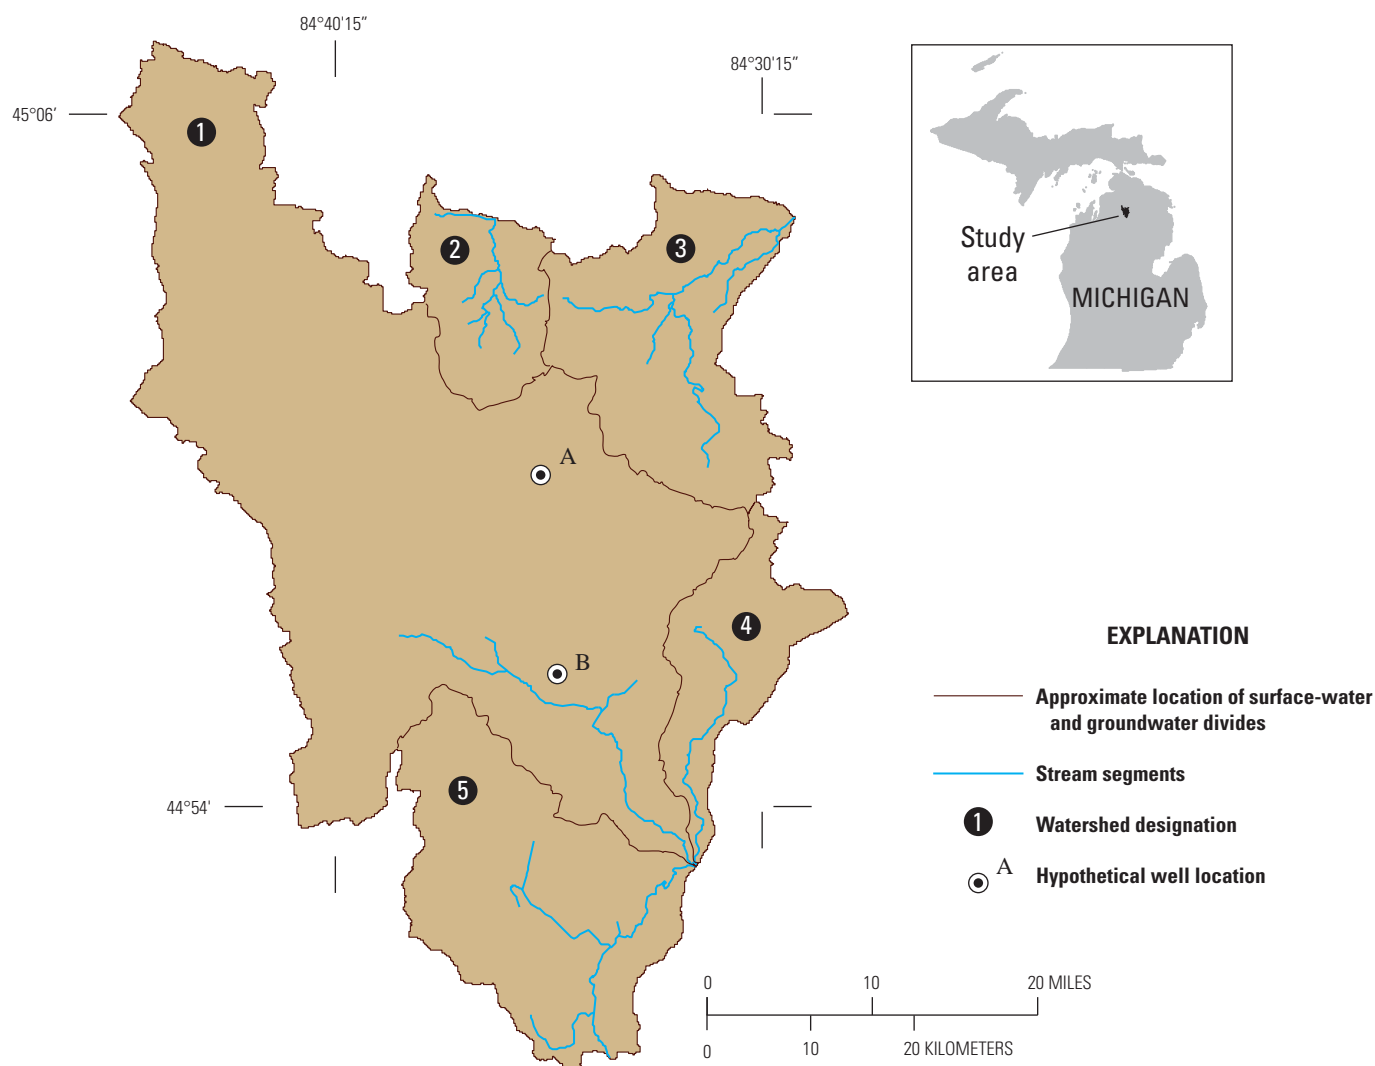 84°40'15"
84°30'15"
45°06'
1
2
3
Study
area
MICHIGAN
A
4
B
5
44°54'
EXPLANATION
Approximate location of surface-water
and groundwater divides
Stream segments
1 Watershed designation
A Hypothetical well location
0 10 20 MILES
0 10 20 KILOMETERS